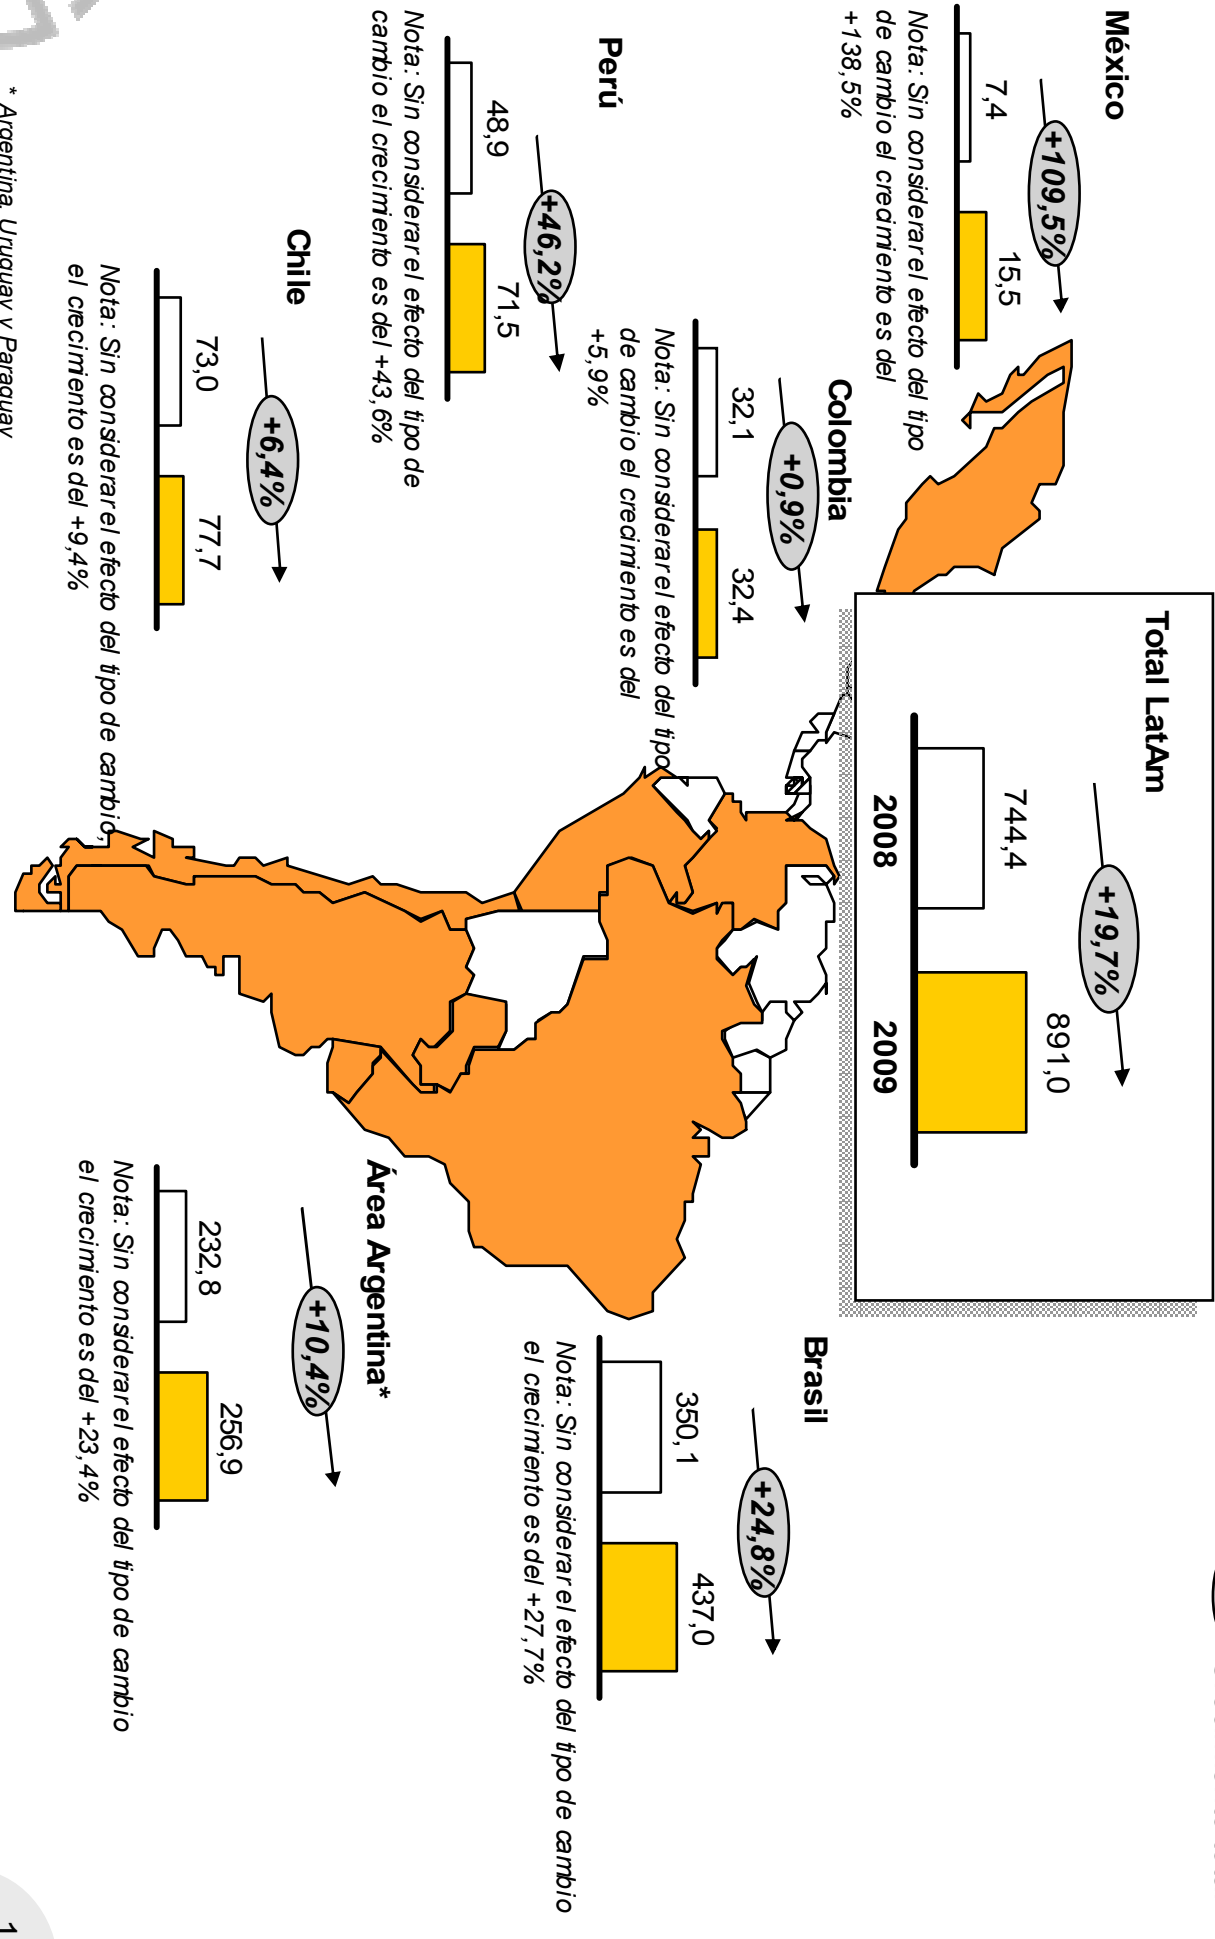 Total LatAm
+19,7%
744,4
891,0
2008
2009
México
+109,5%
7,4
15,5
Nota: Sin considerar el efecto del tipo
de cambio el crecimiento es del
+138,5%
Colombia
+0,9%
32,1
32,4
Nota: Sin considerar el efecto del tipo
de cambio el crecimiento es del
+5,9%
Brasil
+24,8%
350,1
437,0
Nota: Sin considerar el efecto del tipo de cambio
el crecimiento es del +27,7%
Perú
+46,2%
48,9
71,5
Nota: Sin considerar el efecto del tipo de
cambio el crecimiento es del +43,6%
Chile
+6,4%
73,0
77,7
Nota: Sin considerar el efecto del tipo de cambio,
el crecimiento es del +9,4%
Área Argentina*
+10,4%
232,8
256,9
Nota: Sin considerar el efecto del tipo de cambio
el crecimiento es del +23,4%
* Argentina, Uruguay y Paraguay
1